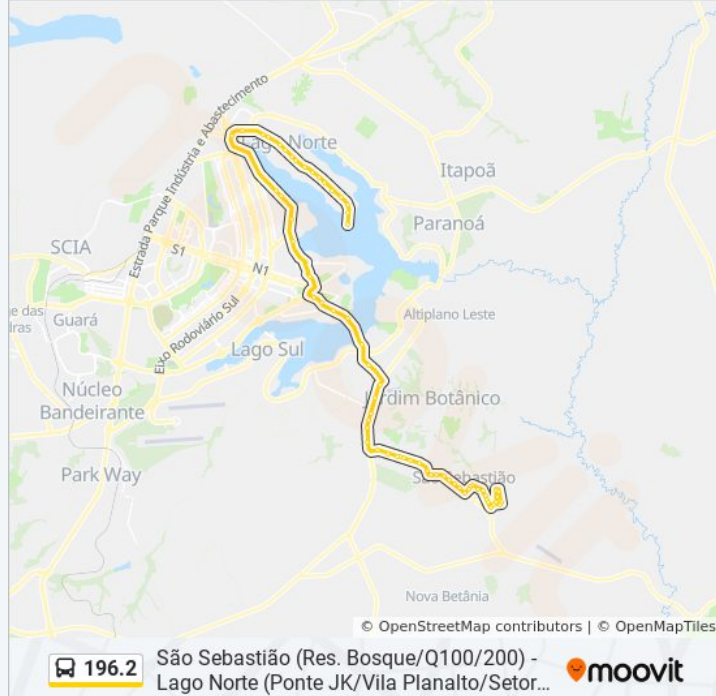 Estrada Parque Indústria e Abastecimento
Lago Norte
Itapoã
Paranoá
SCIA
S1
N1
Guará
Eixo Rodoviário Sul
Altiplano Leste
Lago Sul
Núcleo
Bandeirante
Jardim Botânico
Park Way
São Sebastião
Nova Betânia
© OpenStreetMap contributors | © OpenMapTiles
196.2
São Sebastião (Res. Bosque/Q100/200) -
Lago Norte (Ponte JK/Vila Planalto/Setor...
moovit